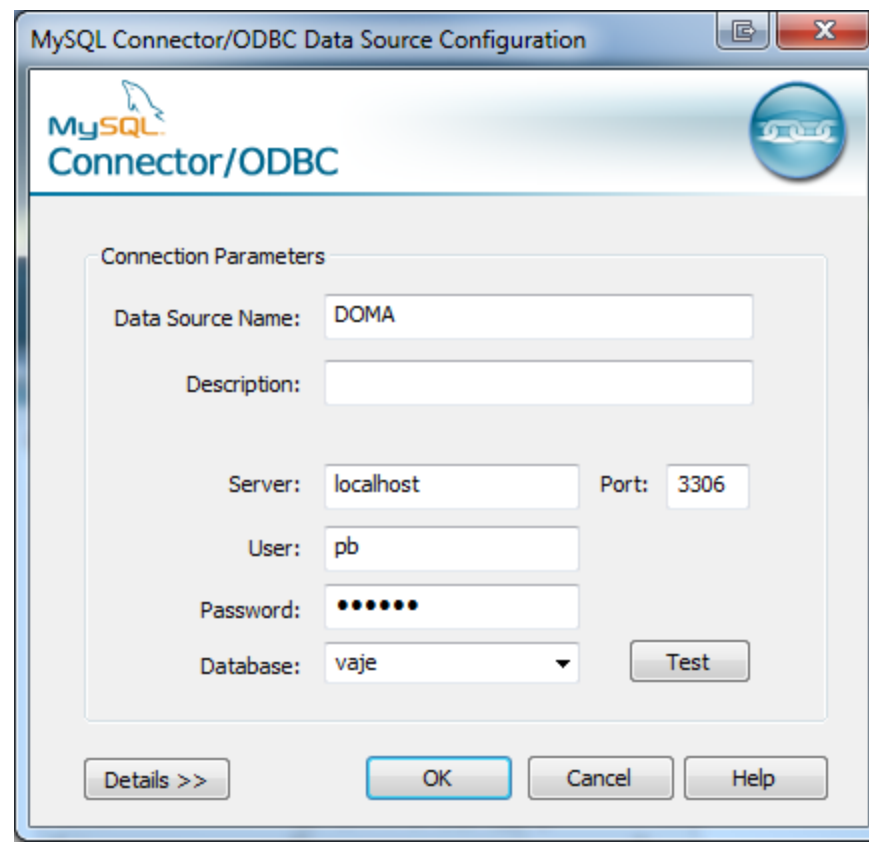 MySQL Connector/ODBC Data Source Configuration
MySQL
Connector/ODBC
Connection Parameters
Data Source Name: DOMA
Description:
Server: localhost Port: 3306
User: pb
Password: ••••••
Database: vaje Test
Details >> OK Cancel Help